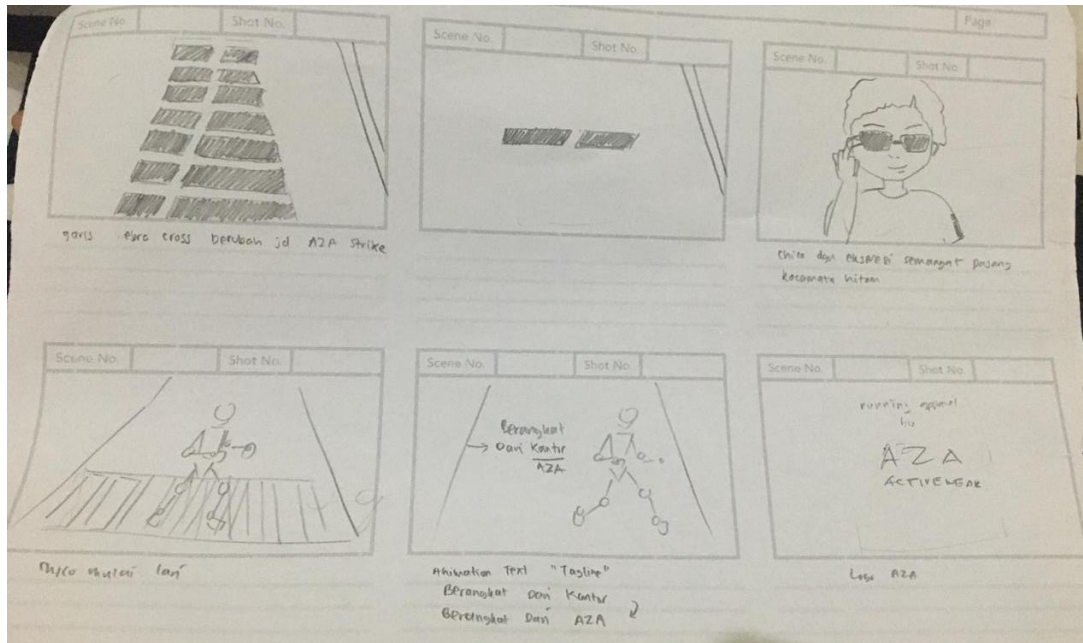 Scene No. Shot No. Page
garis ebra cross berubah jd AZA Strike
Scene No. Shot No.
Scene No. Shot No.
dgn ekspresi semangat pasang
kacamata hitam
Scene No. Shot No.
mulai lari
Scene No. Shot No.
Berangkat
Dari Kantor
AZA
Animation Text "Tagline"
Berangkat Dari Kantor
Berangkat Dari AZA
Scene No. Shot No.
running apparel
by
AZA
ACTIVEWEAR
Logo AZA